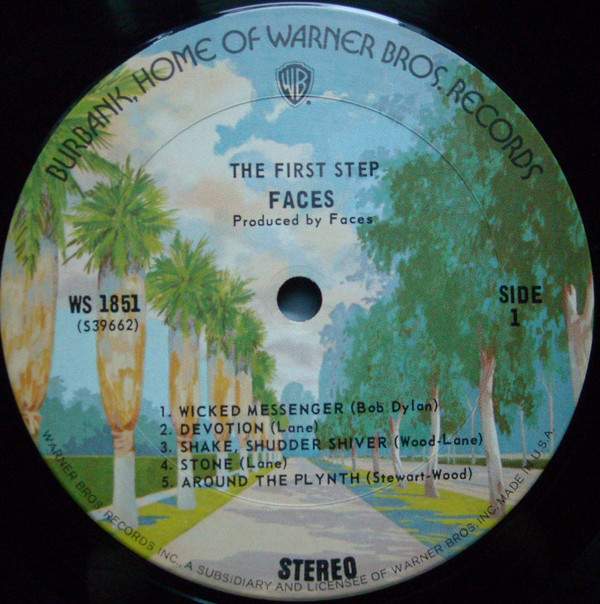 BURBANK, HOME OF WARNER BROS. RECORDS
WB
THE FIRST STEP
FACES
Produced by Faces
WS 1851
(S39662)
SIDE
1
1. WICKED MESSENGER (Bob Dylan)
2. DEVOTION (Lane)
3. SHAKE, SHUDDER SHIVER (Wood-Lane)
4. STONE (Lane)
5. AROUND THE PLYNTH (Stewart-Wood)
STEREO
WARNER BROS. RECORDS INC., A SUBSIDIARY AND LICENSEE OF WARNER BROS. INC. MADE IN U.S.A.